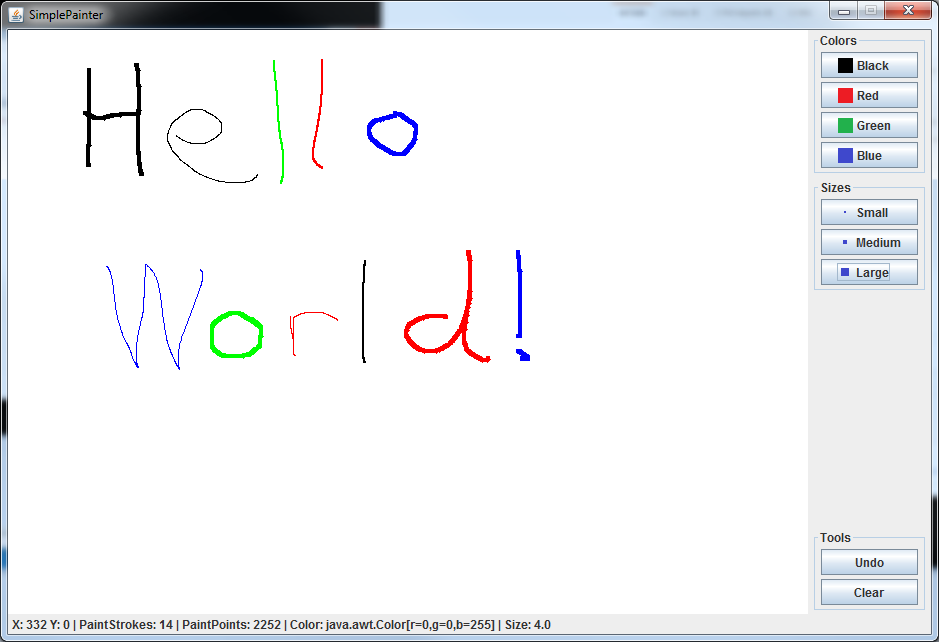 SimplePainter
Hello
World!
Colors
Black
Red
Green
Blue
Sizes
Small
Medium
Large
Tools
Undo
Clear
X: 332 Y: 0 | PaintStrokes: 14 | PaintPoints: 2252 | Color: java.awt.Color[r=0,g=0,b=255] | Size: 4.0